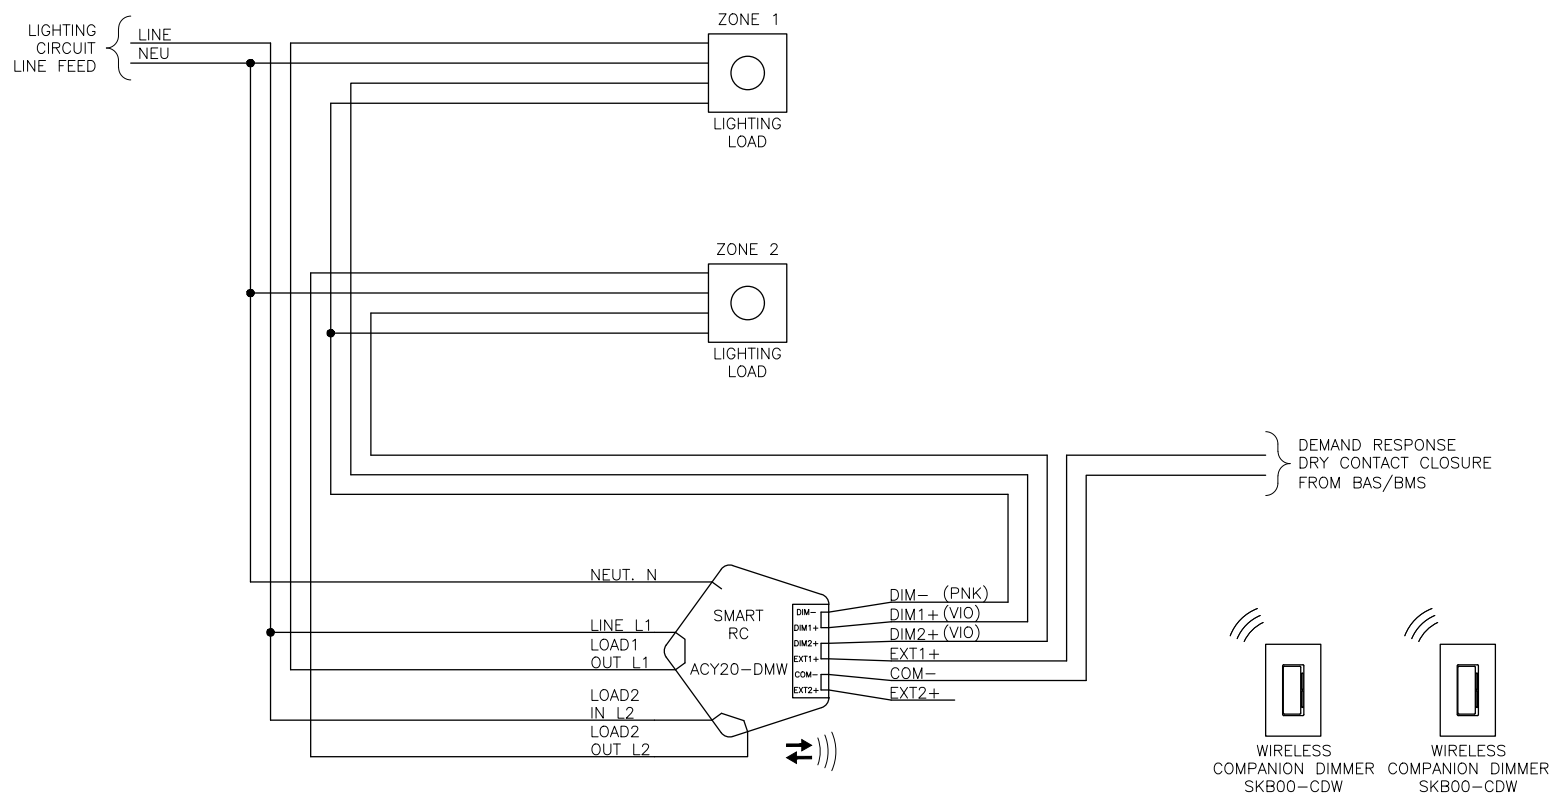 LIGHTING
CIRCUIT
LINE FEED
LINE
NEU
ZONE 1
LIGHTING
LOAD
ZONE 2
LIGHTING
LOAD
DEMAND RESPONSE
DRY CONTACT CLOSURE
FROM BAS/BMS
NEUT. N
LINE L1
LOAD1
OUT L1
LOAD2
IN L2
LOAD2
OUT L2
SMART
RC
ACY20-DMW
DIM-
DIM1+
DIM2+
EXT1+
COM-
EXT2+
DIM- (PNK)
DIM1+ (VIO)
DIM2+ (VIO)
EXT1+
COM-
EXT2+
WIRELESS
COMPANION DIMMER
SKB00-CDW
WIRELESS
COMPANION DIMMER
SKB00-CDW